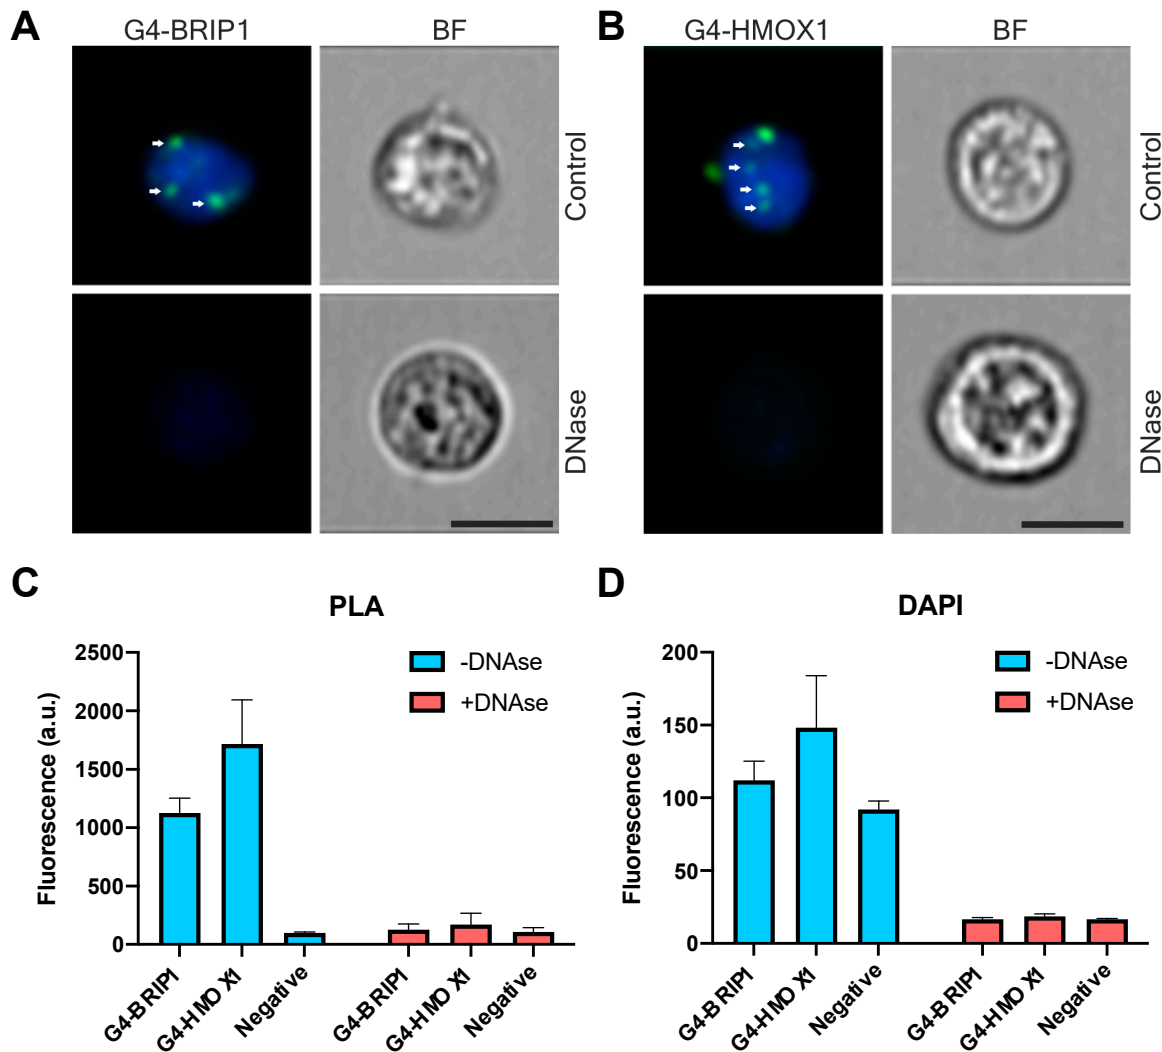 A
G4-BRIP1
BF
Control
DNase
B
G4-HMOX1
BF
Control
DNase
C
PLA
Fluorescence (a.u.)
2500
2000
1500
1000
500
0
-DNAse
+DNAse
G4-BRIP1
G4-HMOX1
Negative
G4-BRIP1
G4-HMOX1
Negative
D
DAPI
Fluorescence (a.u.)
200
150
100
50
0
-DNAse
+DNAse
G4-BRIP1
G4-HMOX1
Negative
G4-BRIP1
G4-HMOX1
Negative